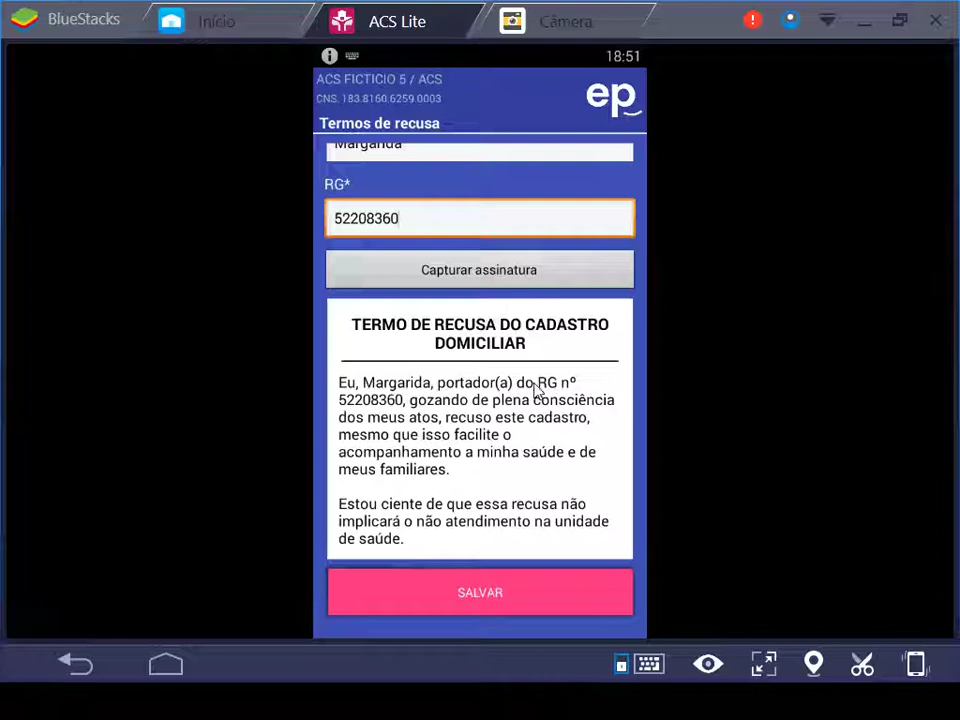 BlueStacks
Início
ACS Lite
Câmera
18:51
ACS FICTICIO 5 / ACS
CNS. 183.8160.6259.0003
ep
Termos de recusa
Margarida
RG*
52208360
Capturar assinatura
TERMO DE RECUSA DO CADASTRO
DOMICILIAR
Eu, Margarida, portador(a) do RG nº
52208360, gozando de plena consciência
dos meus atos, recuso este cadastro,
mesmo que isso facilite o
acompanhamento a minha saúde e de
meus familiares.
Estou ciente de que essa recusa não
implicará o não atendimento na unidade
de saúde.
SALVAR